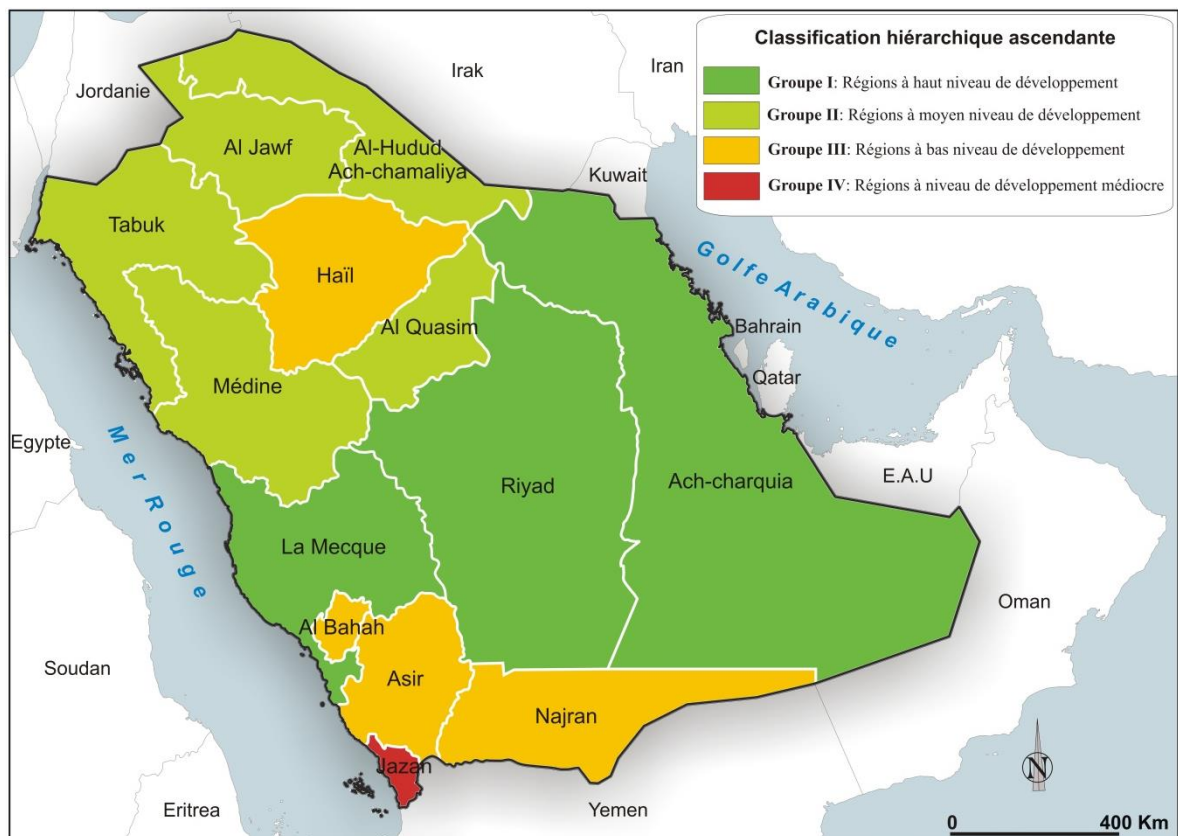 Classification hiérarchique ascendante
Groupe I: Régions à haut niveau de développement
Groupe II: Régions à moyen niveau de développement
Groupe III: Régions à bas niveau de développement
Groupe IV: Régions à niveau de développement médiocre
Jordanie
Irak
Iran
Kuwait
Al Jawf
Al-Hudud
Ach-chamaliya
Tabuk
Haïl
Golfe Arabique
Al Quasim
Bahrain
Qatar
Médine
Egypte
Mer Rouge
Riyad
Ach-charquia
E.A.U
La Mecque
Oman
Al Bahah
Soudan
Asir
Najran
Jazan
Eritrea
Yemen
N
0 400 Km